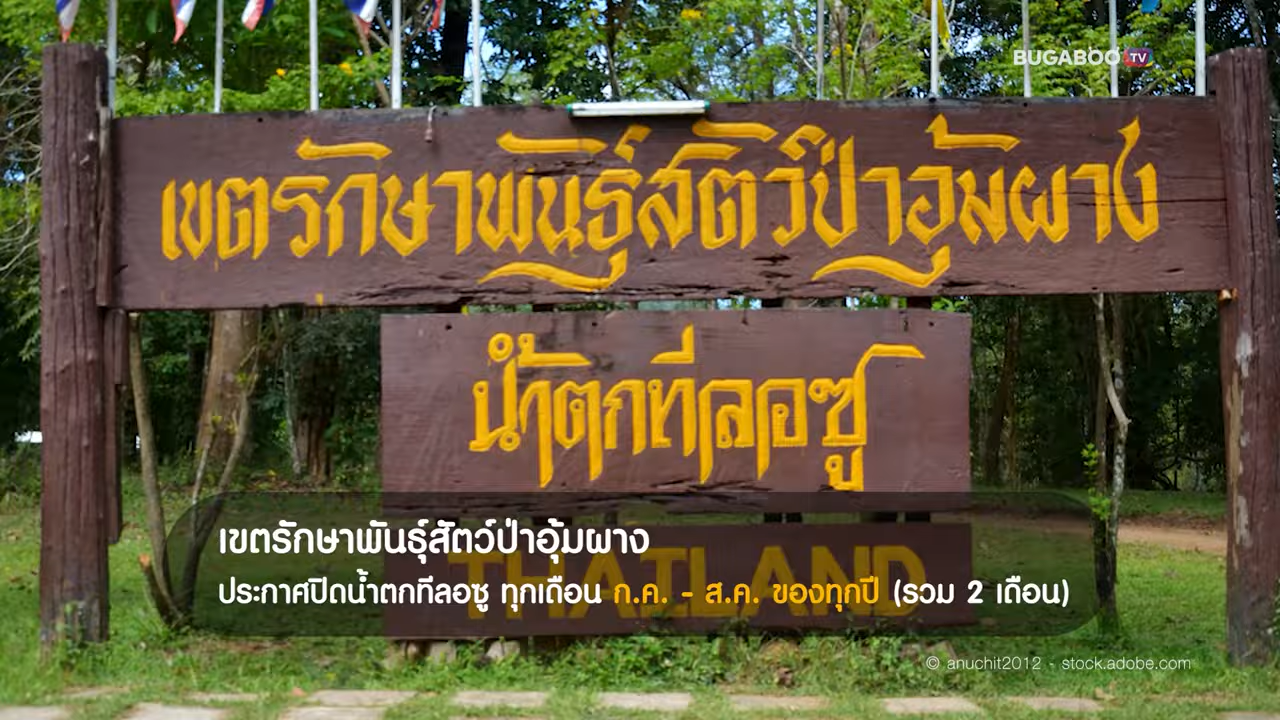 BUGABOO TV
เขตรักษาพันธุ์สัตว์ป่าอุ้มผาง
น้ำตกทีลอซู
THAILAND
เขตรักษาพันธุ์สัตว์ป่าอุ้มผาง
ประกาศปิดน้ำตกทีลอซู ทุกเดือน ก.ค. - ส.ค. ของทุกปี (รวม 2 เดือน)
© anuchit2012 - stock.adobe.com